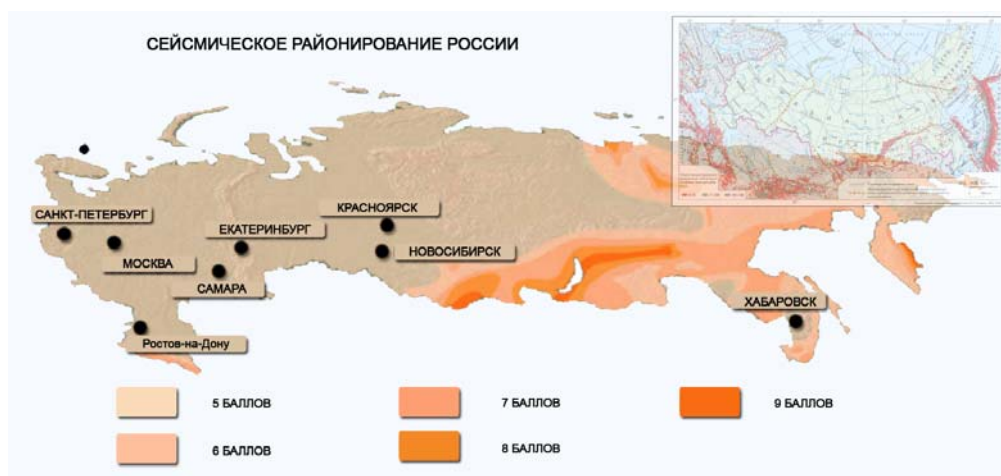 СЕЙСМИЧЕСКОЕ РАЙОНИРОВАНИЕ РОССИИ
САНКТ-ПЕТЕРБУРГ
МОСКВА
ЕКАТЕРИНБУРГ
САМАРА
КРАСНОЯРСК
НОВОСИБИРСК
ХАБАРОВСК
Ростов-на-Дону
5 БАЛЛОВ
7 БАЛЛОВ
9 БАЛЛОВ
6 БАЛЛОВ
8 БАЛЛОВ